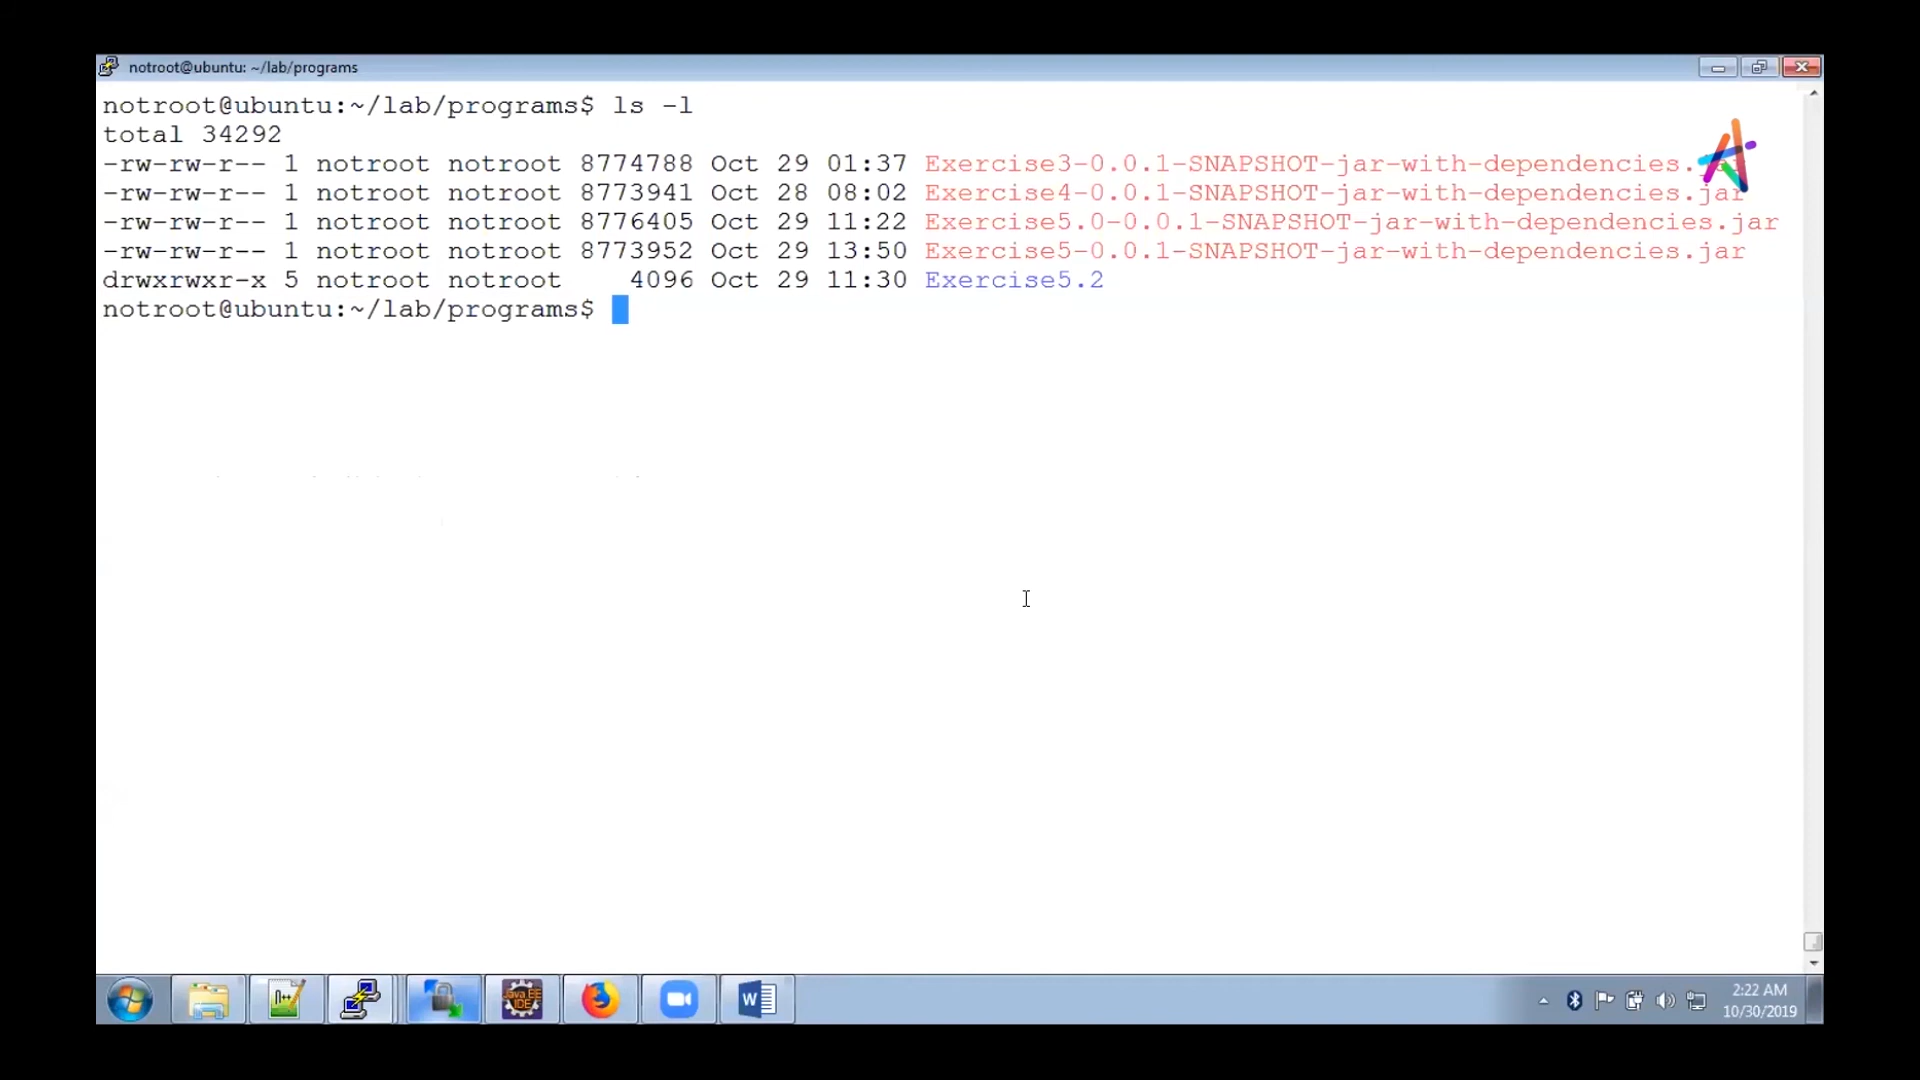 notroot@ubuntu: ~/lab/programs
notroot@ubuntu:~/lab/programs$ ls -l
total 34292
-rw-rw-r-- 1 notroot notroot 8774788 Oct 29 01:37 Exercise3-0.0.1-SNAPSHOT-jar-with-dependencies.
-rw-rw-r-- 1 notroot notroot 8773941 Oct 28 08:02 Exercise4-0.0.1-SNAPSHOT-jar-with-dependencies.jar
-rw-rw-r-- 1 notroot notroot 8776405 Oct 29 11:22 Exercise5.0-0.0.1-SNAPSHOT-jar-with-dependencies.jar
-rw-rw-r-- 1 notroot notroot 8773952 Oct 29 13:50 Exercise5-0.0.1-SNAPSHOT-jar-with-dependencies.jar
drwxrwxr-x 5 notroot notroot    4096 Oct 29 11:30 Exercise5.2
notroot@ubuntu:~/lab/programs$
Java EE
IDE
W
2:22 AM
10/30/2019